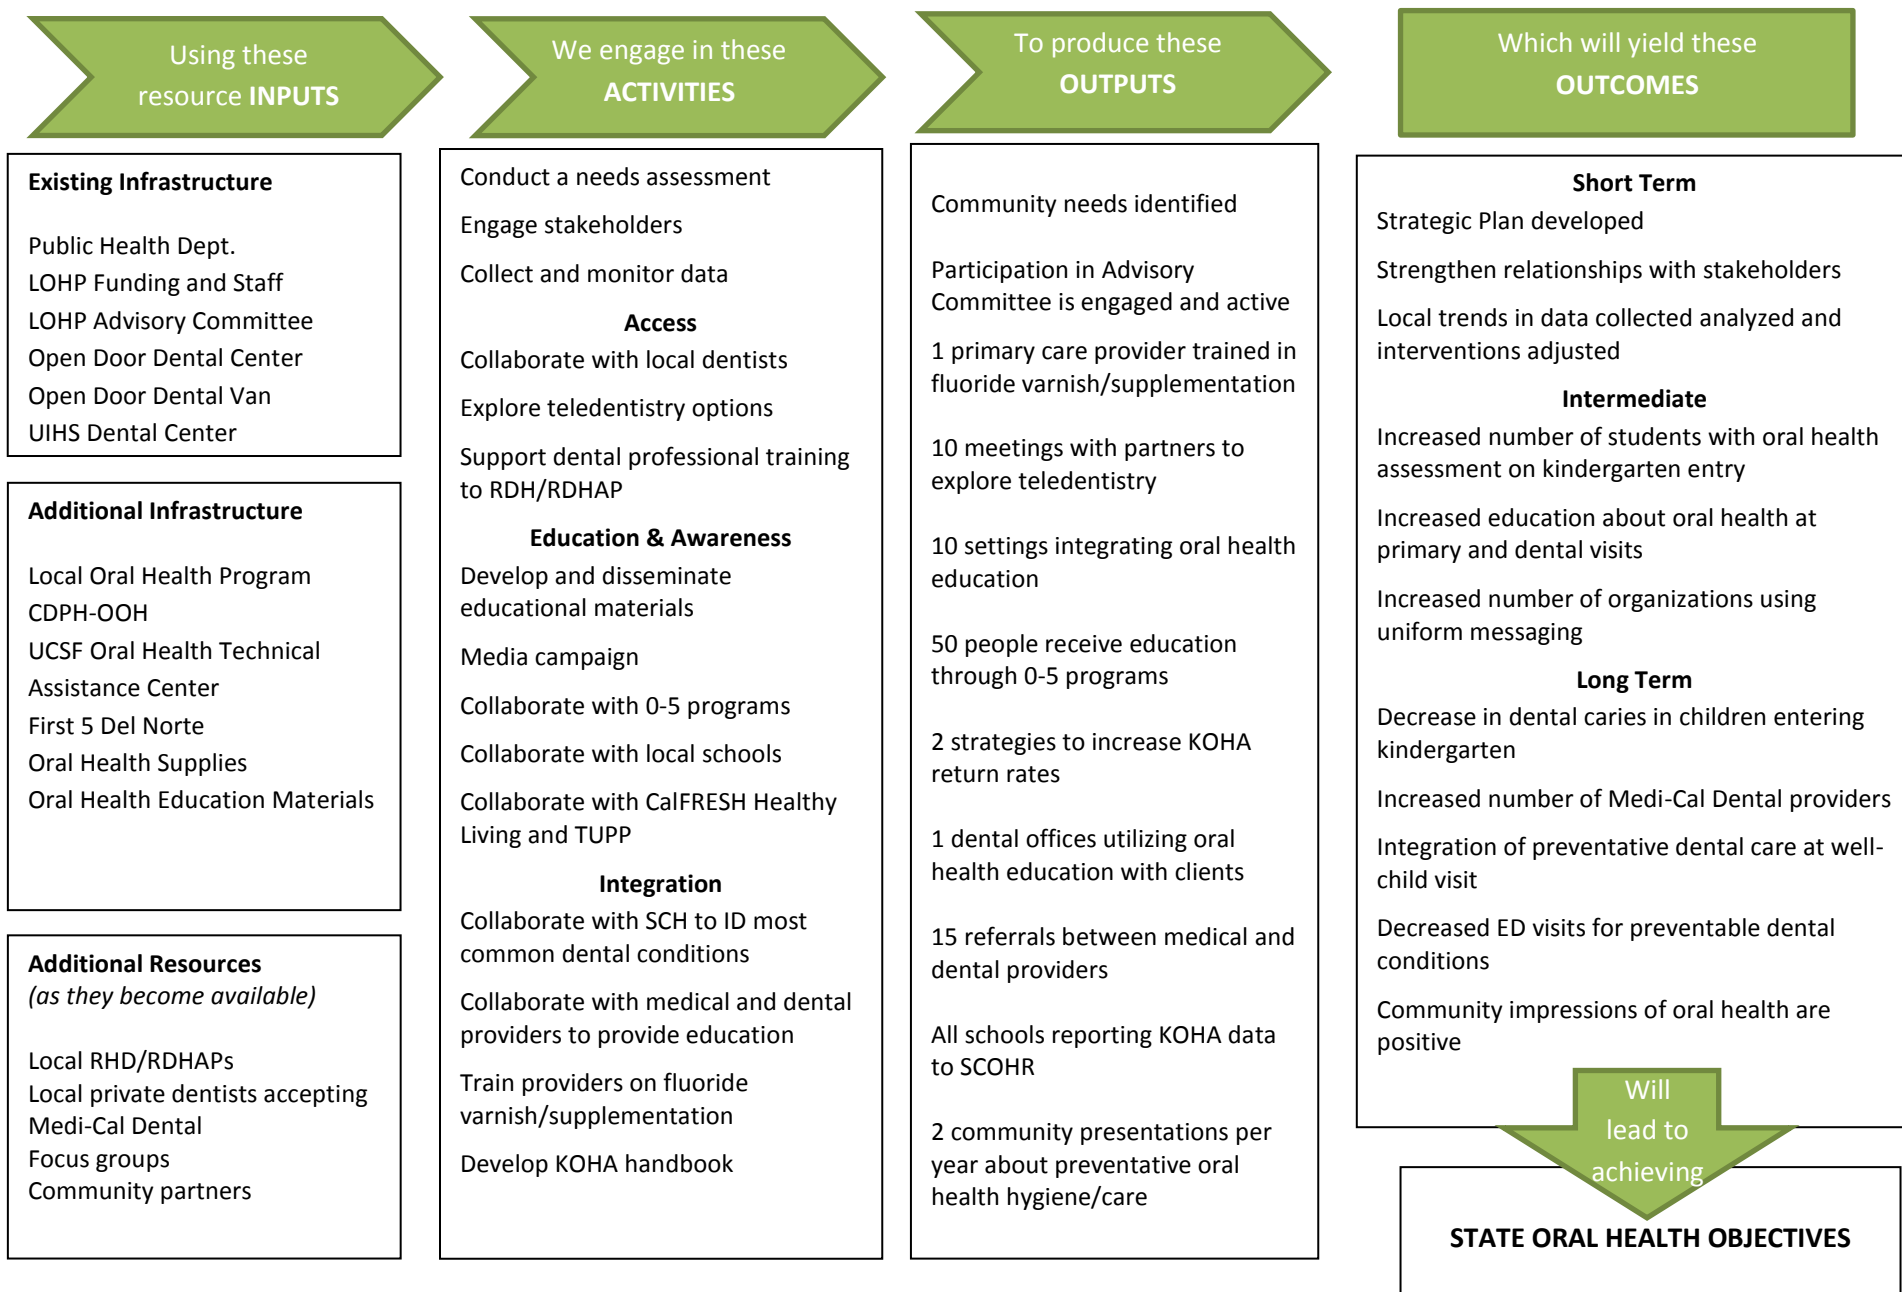 Using these
resource INPUTS
Existing Infrastructure
Public Health Dept.
LOHP Funding and Staff
LOHP Advisory Committee
Open Door Dental Center
Open Door Dental Van
UIHS Dental Center
Additional Infrastructure
Local Oral Health Program
CDPH-OOH
UCSF Oral Health Technical
Assistance Center
First 5 Del Norte
Oral Health Supplies
Oral Health Education Materials
Additional Resources
(as they become available)
Local RHD/RDHAPs
Local private dentists accepting
Medi-Cal Dental
Focus groups
Community partners
We engage in these
ACTIVITIES
Conduct a needs assessment
Engage stakeholders
Collect and monitor data
Access
Collaborate with local dentists
Explore teledentistry options
Support dental professional training
to RDH/RDHAP
Education & Awareness
Develop and disseminate
educational materials
Media campaign
Collaborate with 0-5 programs
Collaborate with local schools
Collaborate with CalFRESH Healthy
Living and TUPP
Integration
Collaborate with SCH to ID most
common dental conditions
Collaborate with medical and dental
providers to provide education
Train providers on fluoride
varnish/supplementation
Develop KOHA handbook
To produce these
OUTPUTS
Community needs identified
Participation in Advisory
Committee is engaged and active
1 primary care provider trained in
fluoride varnish/supplementation
10 meetings with partners to
explore teledentistry
10 settings integrating oral health
education
50 people receive education
through 0-5 programs
2 strategies to increase KOHA
return rates
1 dental offices utilizing oral
health education with clients
15 referrals between medical and
dental providers
All schools reporting KOHA data
to SCOHR
2 community presentations per
year about preventative oral
health hygiene/care
Which will yield these
OUTCOMES
Short Term
Strategic Plan developed
Strengthen relationships with stakeholders
Local trends in data collected analyzed and
interventions adjusted
Intermediate
Increased number of students with oral health
assessment on kindergarten entry
Increased education about oral health at
primary and dental visits
Increased number of organizations using
uniform messaging
Long Term
Decrease in dental caries in children entering
kindergarten
Increased number of Medi-Cal Dental providers
Integration of preventative dental care at well-
child visit
Decreased ED visits for preventable dental
conditions
Community impressions of oral health are
positive
Will
lead to
achieving
STATE ORAL HEALTH OBJECTIVES